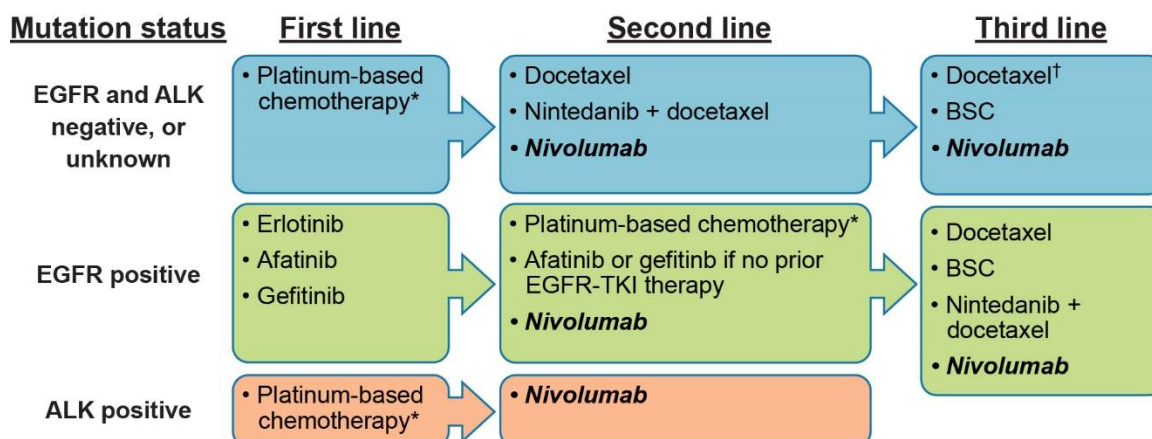 Mutation status
First line
Second line
Third line
EGFR and ALK
negative, or
unknown
• Platinum-based
chemotherapy*
• Docetaxel
• Nintedanib + docetaxel
• Nivolumab
• Docetaxel†
• BSC
• Nivolumab
EGFR positive
• Erlotinib
• Afatinib
• Gefitinib
• Platinum-based chemotherapy*
• Afatinib or gefitinb if no prior
EGFR-TKI therapy
• Nivolumab
• Docetaxel
• BSC
• Nintedanib +
docetaxel
• Nivolumab
ALK positive
• Platinum-based
chemotherapy*
• Nivolumab